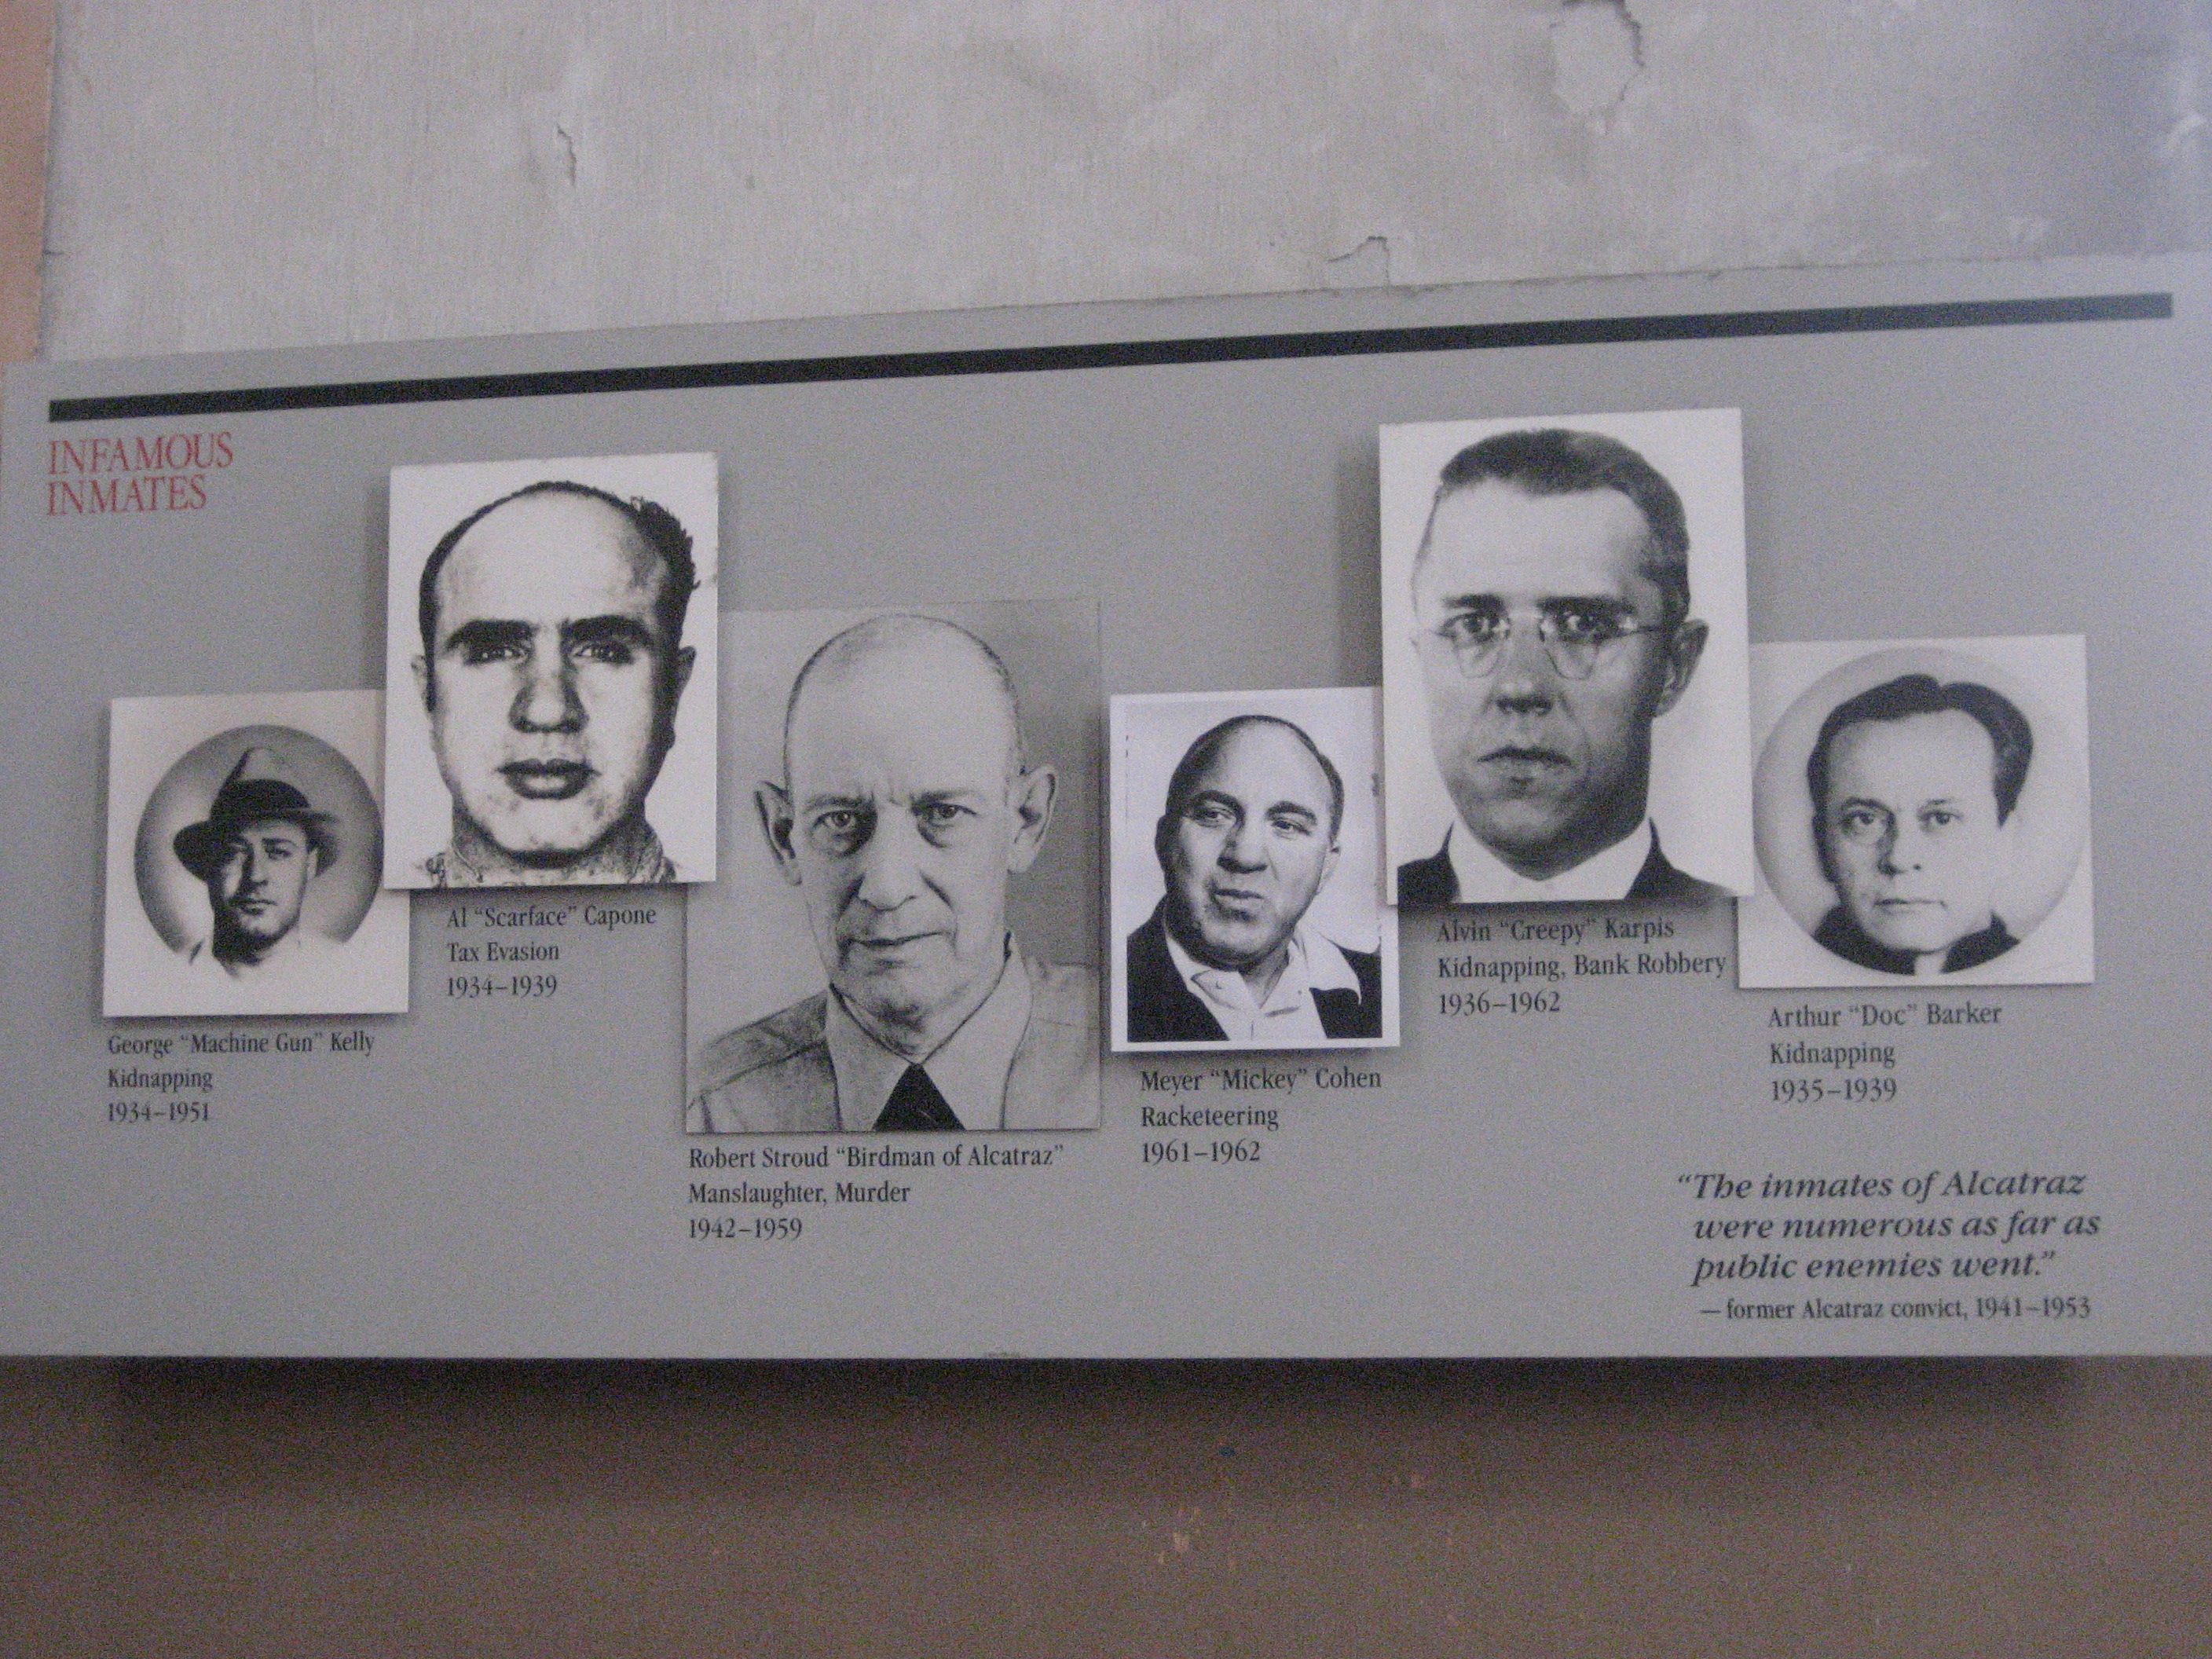 INFAMOUS
INMATES
George “Machine Gun” Kelly
Kidnapping
1934–1951
Al “Scarface” Capone
Tax Evasion
1934–1939
Robert Stroud “Birdman of Alcatraz”
Manslaughter, Murder
1942–1959
Meyer “Mickey” Cohen
Racketeering
1961–1962
Alvin “Creepy” Karpis
Kidnapping, Bank Robbery
1936–1962
Arthur “Doc” Barker
Kidnapping
1935–1939
“The inmates of Alcatraz
were numerous as far as
public enemies went.”
— former Alcatraz convict, 1941–1953